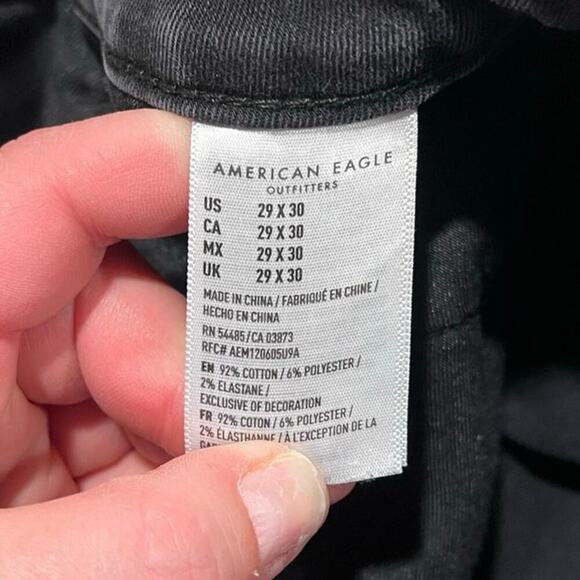 AMERICAN EAGLE
OUTFITTERS
US 29 X 30
CA 29 X 30
MX 29 X 30
UK 29 X 30
MADE IN CHINA / FABRIQUÉ EN CHINE /
HECHO EN CHINA
RN 54485/CA 03873
RFC# AEM120605U9A
EN 92% COTTON / 6% POLYESTER /
2% ELASTANE /
EXCLUSIVE OF DECORATION
FR 92% COTON / 6% POLYESTER /
2% ÉLASTHANNE / À L'EXCEPTION DE LA